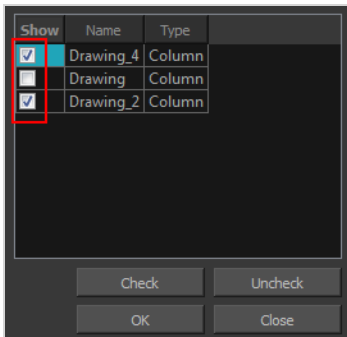 Show Name Type
Drawing_4 Column
Drawing Column
Drawing_2 Column
Check Uncheck
OK Close